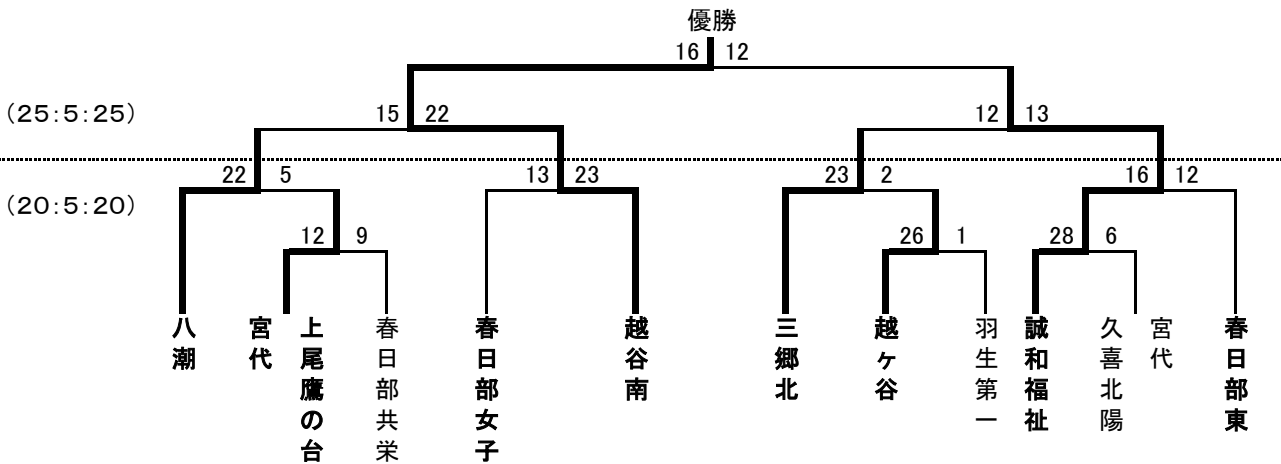 優勝
16 12
(25:5:25)
15 22
12 13
22 5
13 23
23 2
16 12
(20:5:20)
12 9
26 1
28 6
八潮
宮代
上尾鷹の台
春日部共栄
春日部女子
越谷南
三郷北
越ヶ谷
羽生第一
誠和福祉
久喜北陽
宮代
春日部東